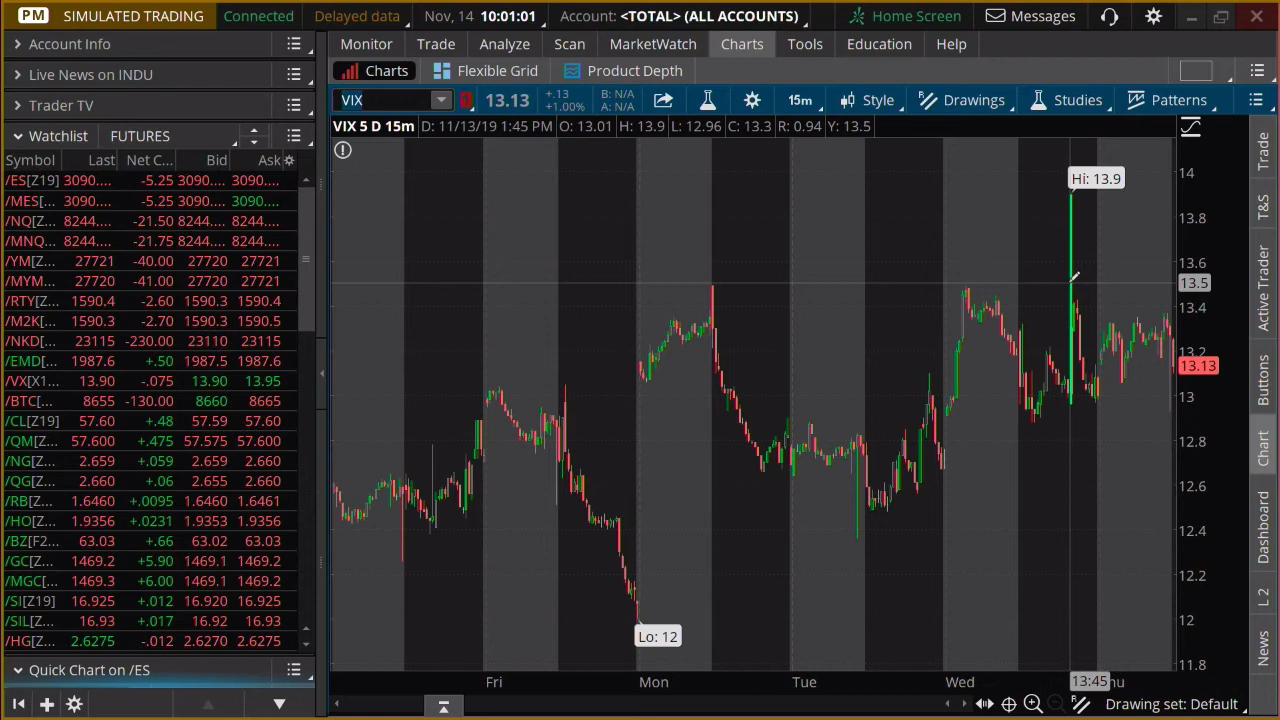 PM SIMULATED TRADING Connected Delayed data Nov, 14 10:01:01 Account: <TOTAL> (ALL ACCOUNTS) Home Screen Messages
Account Info
Live News on INDU
Trader TV
Watchlist FUTURES
Symbol Last Net C... Bid Ask
/ES[Z19] 3090.... -5.25 3090.... 3090....
/MES[... 3090.... -5.25 3090.... 3090....
/NQ[Z... 8244.... -21.50 8244.... 8244....
/MNQ... 8244.... -21.75 8244.... 8244....
/YM[Z... 27721 -40.00 27720 27721
/MYM... 27720 -41.00 27720 27721
/RTY[Z... 1590.4 -2.60 1590.3 1590.4
/M2K[... 1590.3 -2.70 1590.3 1590.5
/NKD[... 23115 -230.00 23110 23115
/EMD[... 1987.6 +.50 1987.5 1987.6
/VX[X1... 13.90 -.075 13.90 13.95
/BTC[... 8655 -130.00 8660 8665
/CL[Z19] 57.60 +.48 57.59 57.60
/QM[Z... 57.600 +.475 57.575 57.600
/NG[Z... 2.659 +.059 2.659 2.660
/QG[Z... 2.660 +.06 2.655 2.660
/RB[Z... 1.6460 +.0095 1.6460 1.6461
/HO[Z... 1.9356 +.0231 1.9353 1.9356
/BZ[F2... 63.03 +.66 63.02 63.03
/GC[Z... 1469.2 +5.90 1469.1 1469.2
/MGC[... 1469.3 +6.00 1469.1 1469.2
/SI[Z19] 16.925 +.012 16.920 16.925
/SIL[Z... 16.93 +.017 16.92 16.93
/HG[Z... 2.6275 -.012 2.6270 2.6275
Quick Chart on /ES
Monitor Trade Analyze Scan MarketWatch Charts Tools Education Help
Charts Flexible Grid Product Depth
VIX 1 13.13 +.13 +1.00% B: N/A A: N/A 15m Style Drawings Studies Patterns
VIX 5 D 15m D: 11/13/19 1:45 PM O: 13.01 H: 13.9 L: 12.96 C: 13.3 R: 0.94 Y: 13.5
Hi: 13.9
Lo: 12
14
13.8
13.6
13.5
13.4
13.2
13.13
13
12.8
12.6
12.4
12.2
12
11.8
Fri Mon Tue Wed 13:45 hu
Drawing set: Default
Trade
T&S
Active Trader
Buttons
Chart
Dashboard
L 2
News